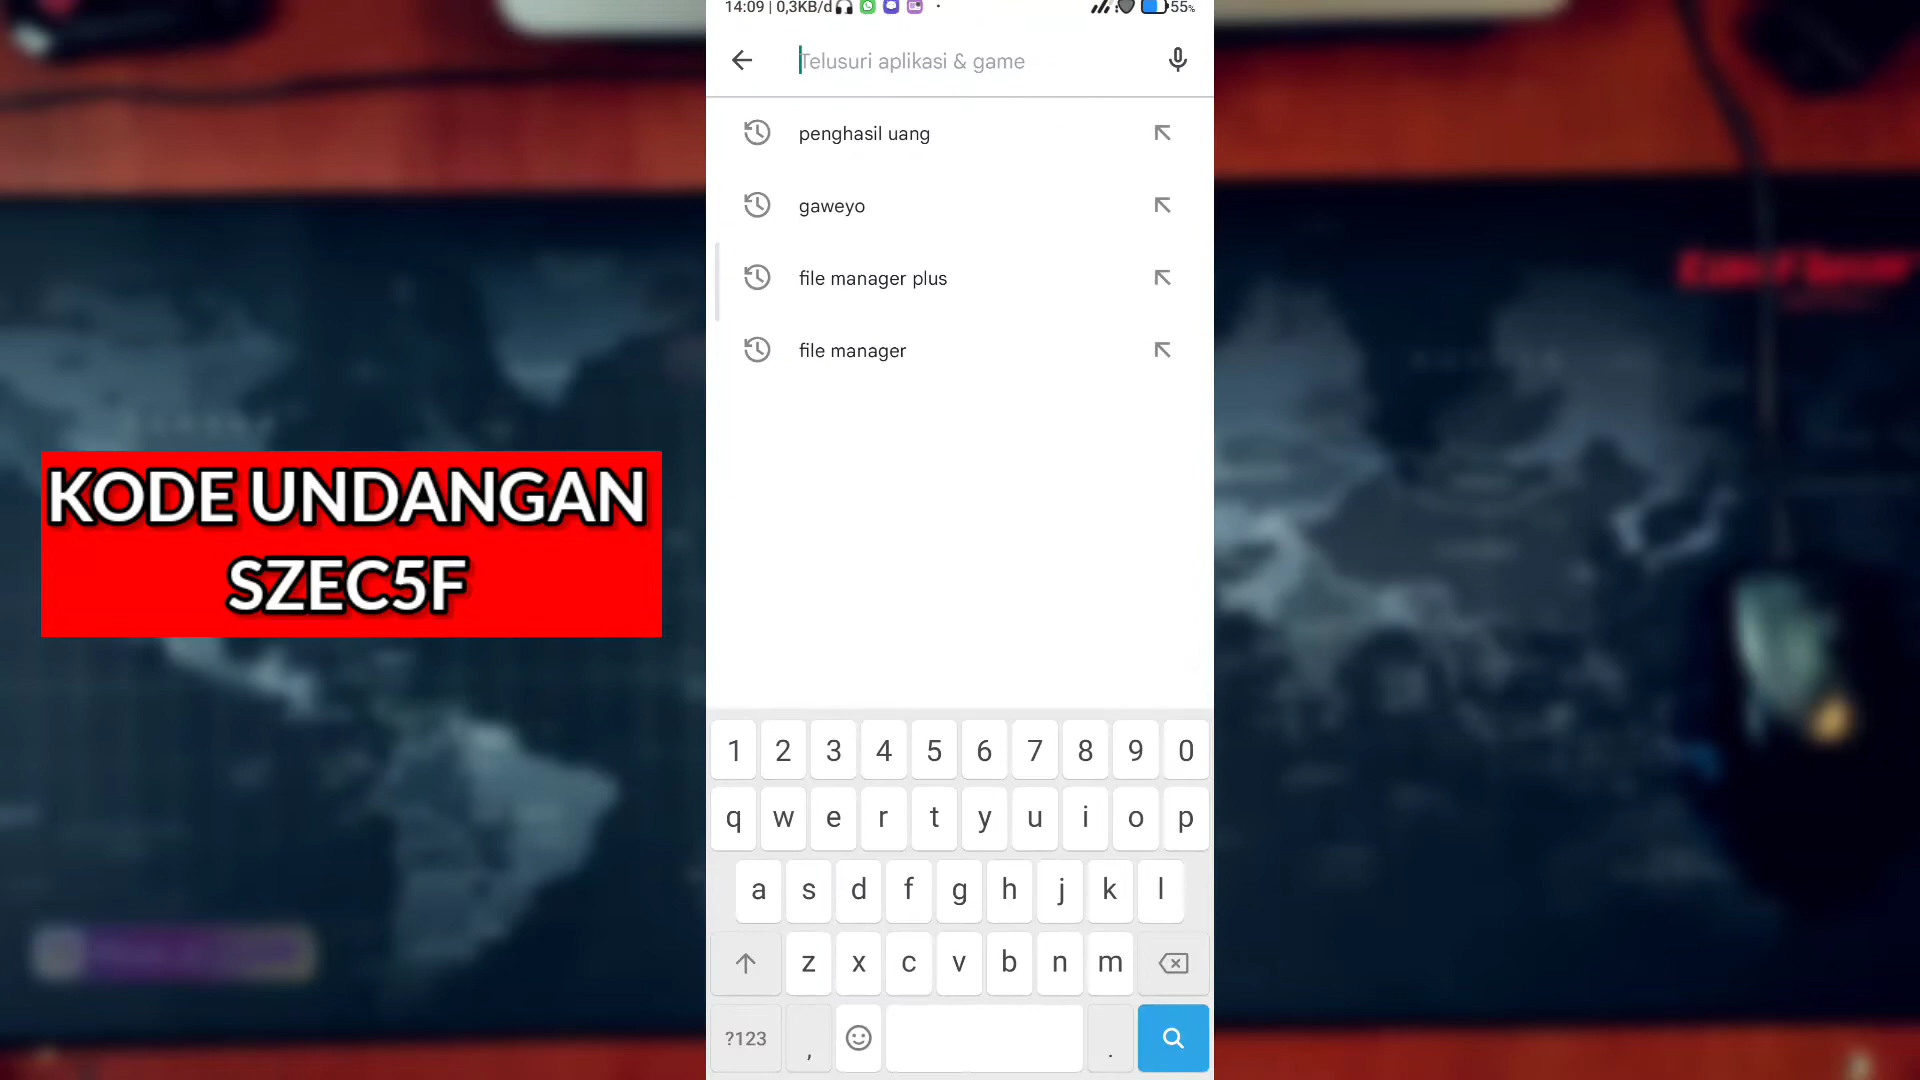 14:09 | 0,3KB/d
55%
Telusuri aplikasi & game
penghasil uang
gaweyo
file manager plus
file manager
KODE UNDANGAN
SZEC5F
1 2 3 4 5 6 7 8 9 0
q w e r t y u i o p
a s d f g h j k l
z x c v b n m
?123 , .